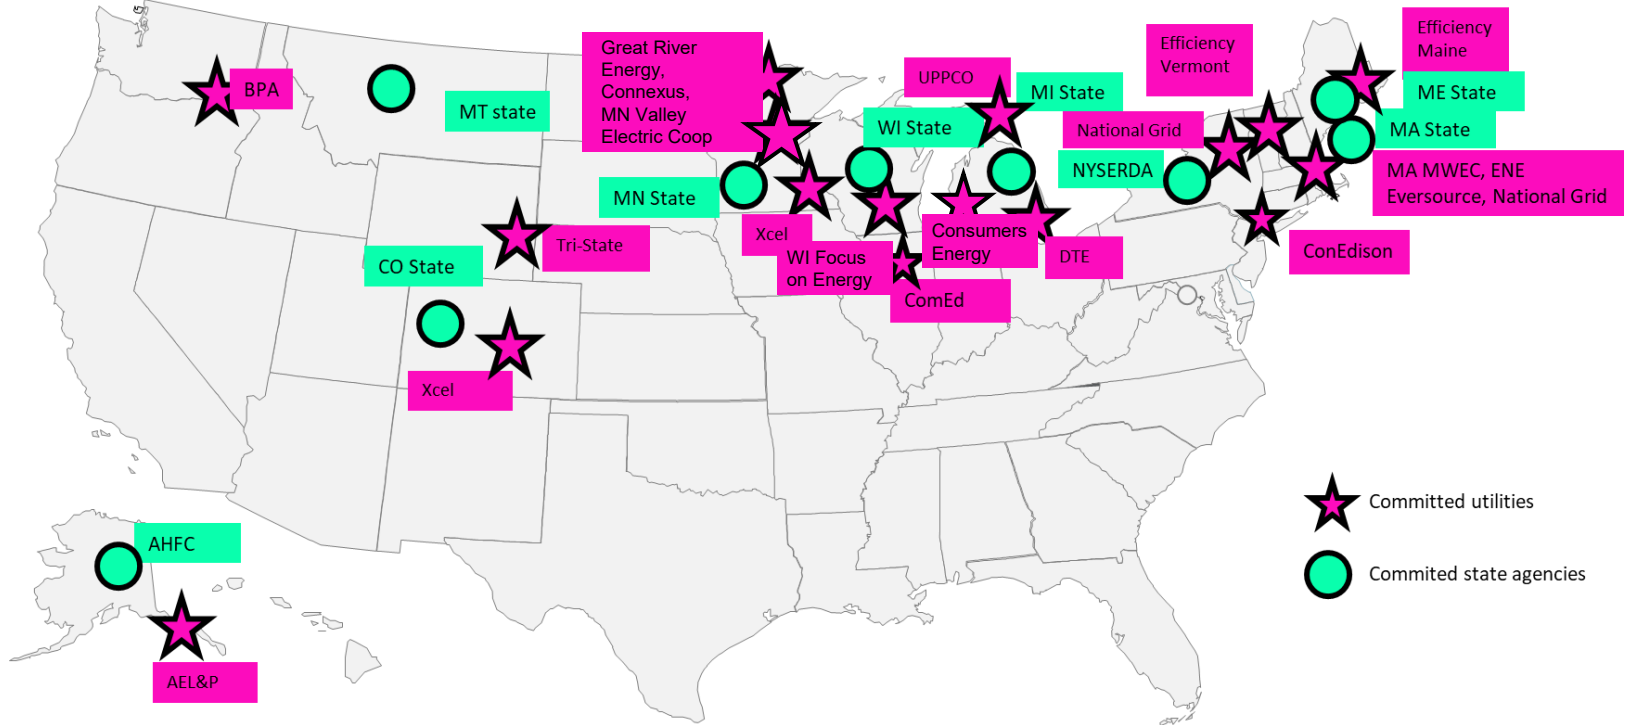 Great River
Energy,
Connexus,
MN Valley
Electric Coop
Efficiency
Vermont
Efficiency
Maine
BPA
MT state
UPPCO
MI State
ME State
WI State
National Grid
MA State
NYSERDA
MA MWEC, ENE
Eversource, National Grid
MN State
Xcel
Tri-State
CO State
WI Focus
on Energy
Consumers
Energy
DTE
ConEdison
ComEd
Xcel
Committed utilities
Commited state agencies
AHFC
AEL&P